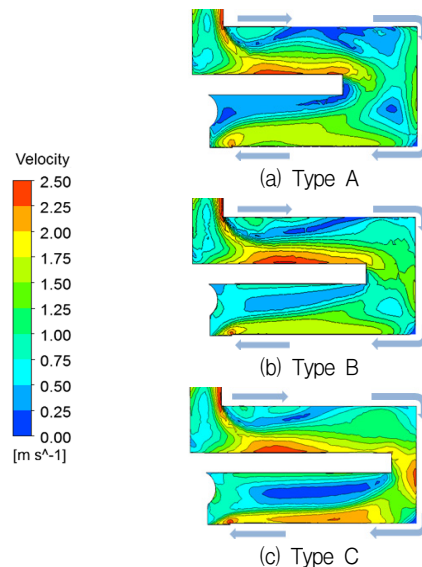 (a) Type A
Velocity
2.50
2.25
2.00
1.75
1.50
1.25
1.00
0.75
0.50
0.25
0.00
[m s^-1]
(b) Type B
(c) Type C